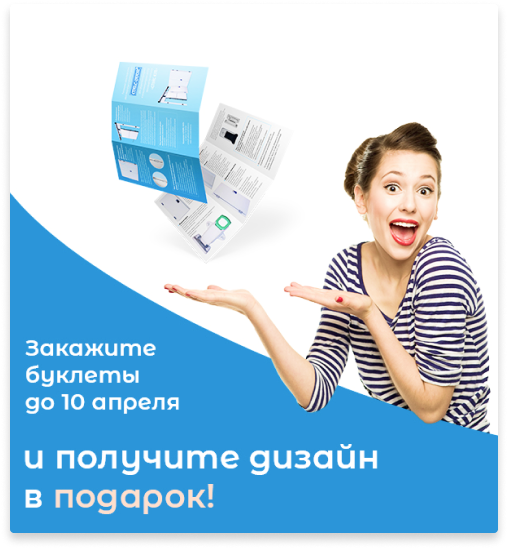 Закажите
буклеты
до 10 апреля
и получите дизайн
в подарок!